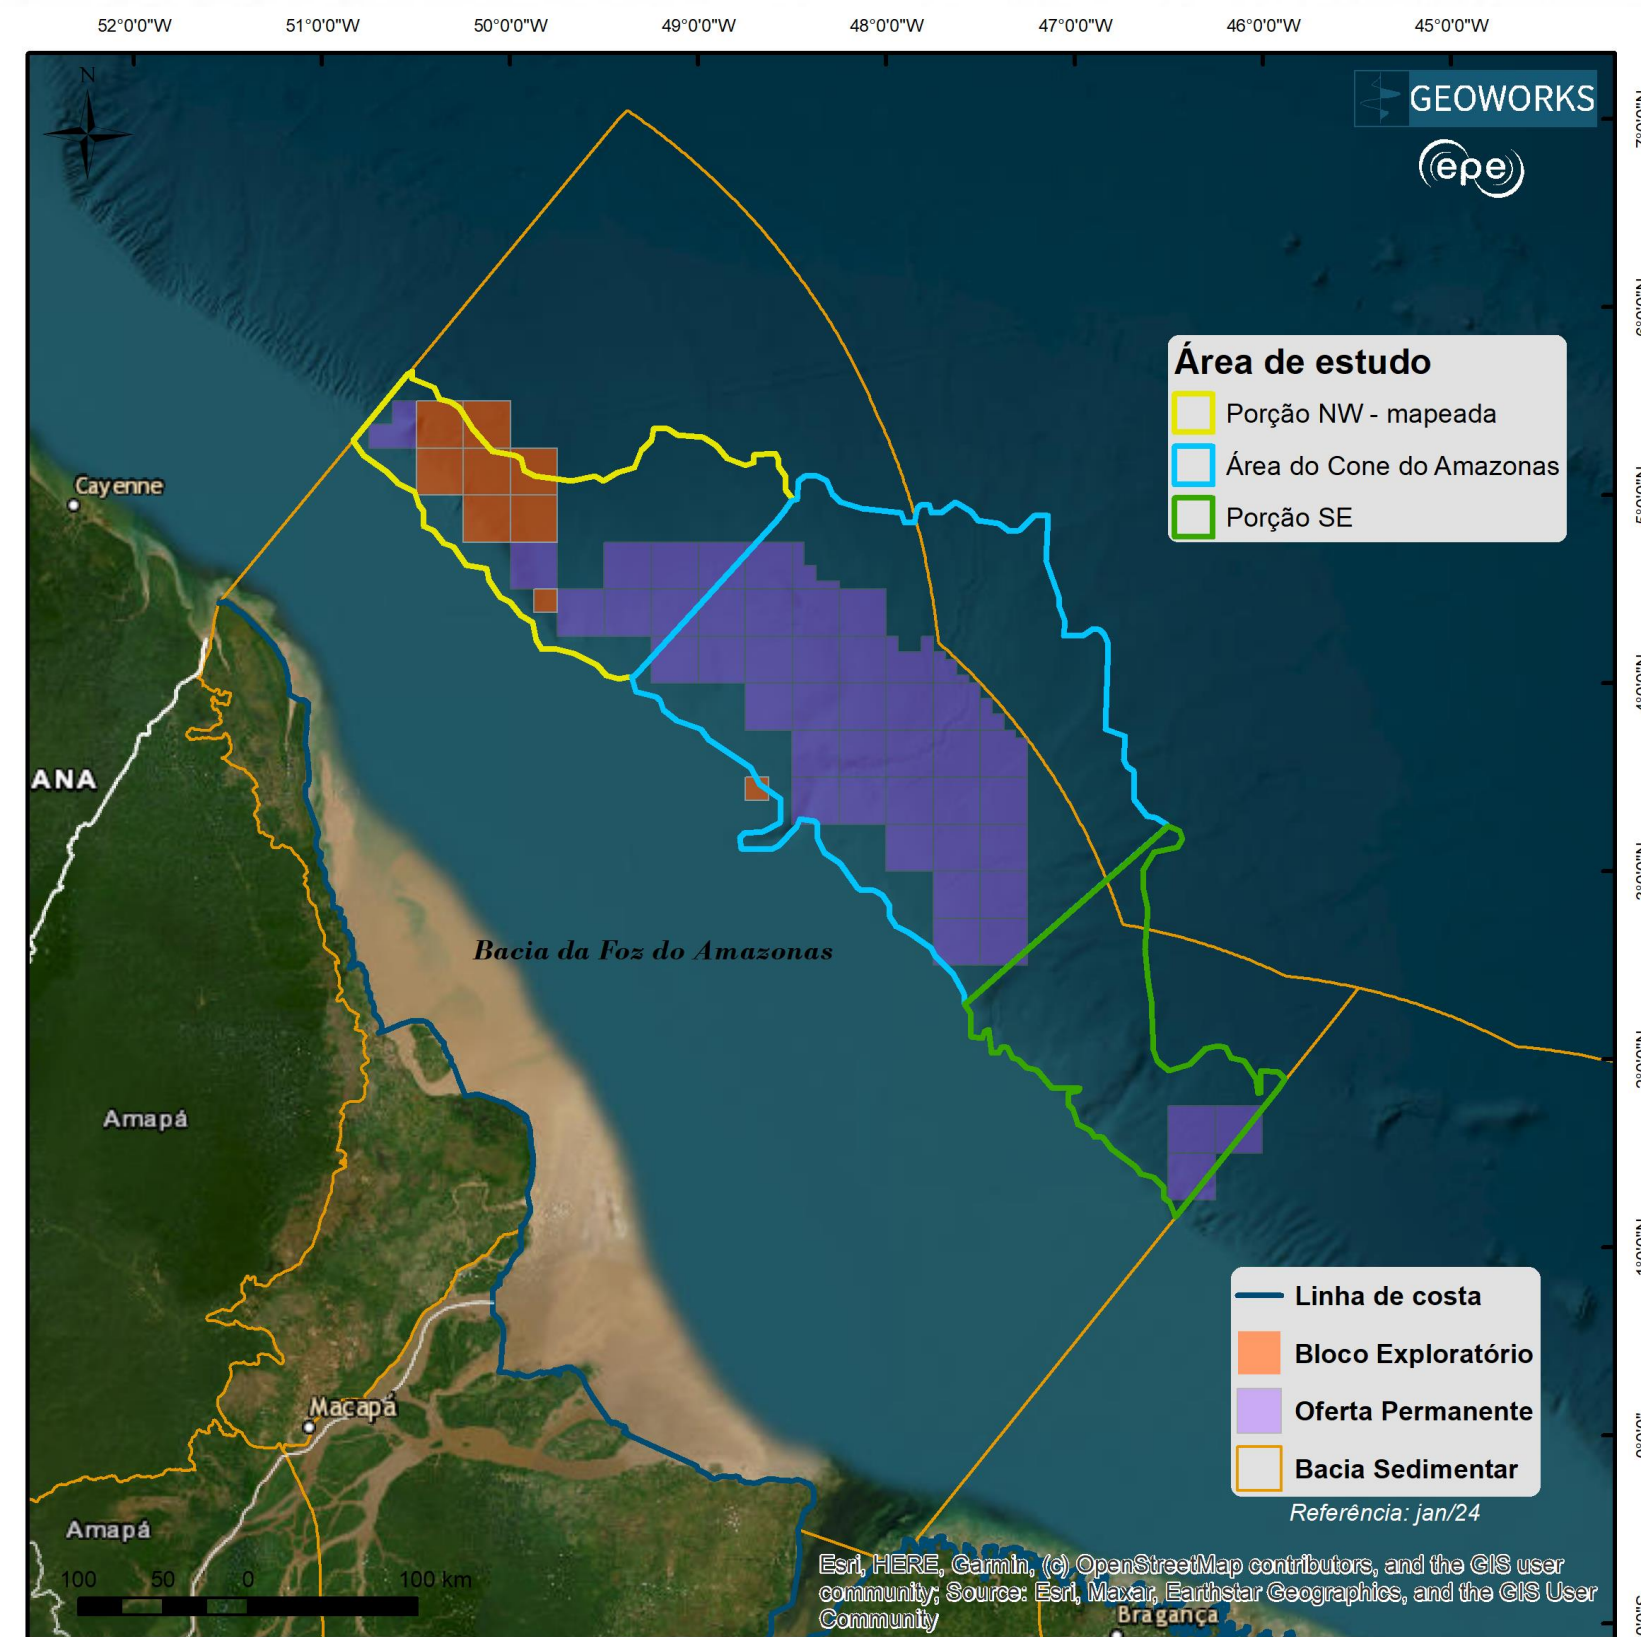 52°0'0"W 51°0'0"W 50°0'0"W 49°0'0"W 48°0'0"W 47°0'0"W 46°0'0"W 45°0'0"W
N
GEOWORKS
epe
Área de estudo
Porção NW - mapeada
Área do Cone do Amazonas
Porção SE
Cayenne
ANA
Bacia da Foz do Amazonas
Amapá
Linha de costa
Bloco Exploratório
Oferta Permanente
Bacia Sedimentar
Referência: jan/24
Macapá
Amapá
100 50 0 100 km
Esri, HERE, Garmin, (c) OpenStreetMap contributors, and the GIS user
community; Source: Esri, Maxar, Earthstar Geographics, and the GIS User
Community
Bragança